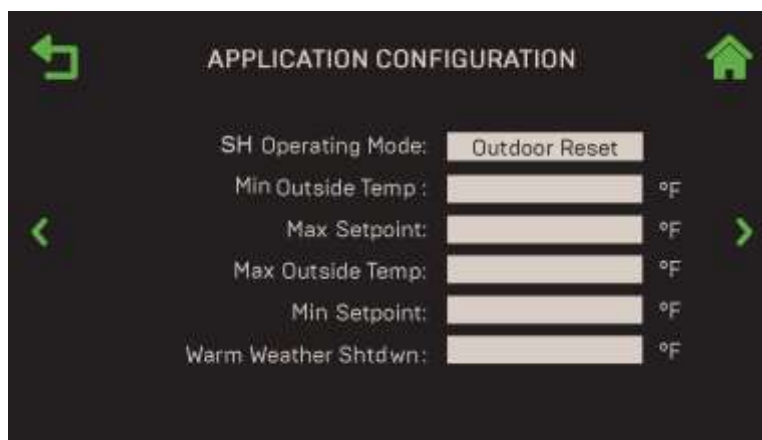 APPLICATION CONFIGURATION
SH Operating Mode: Outdoor Reset
Min Outside Temp : °F
Max Setpoint: °F
Max Outside Temp: °F
Min Setpoint: °F
Warm Weather Shtdwn: °F